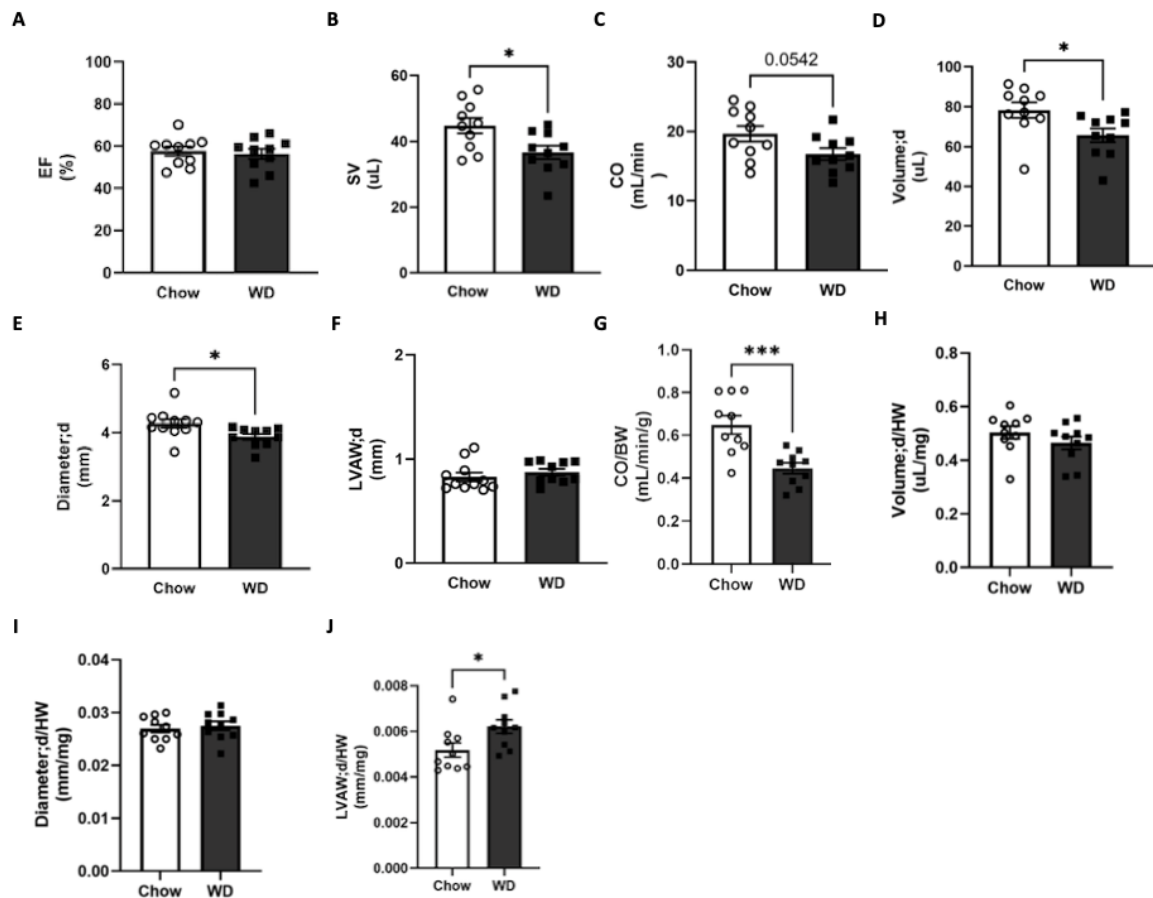 A
B
C
D
100
80
60
40
20
0
EF
(%)
Chow
WD
*
60
40
20
0
SV
(uL)
Chow
WD
0.0542
30
20
10
0
CO
(mL/min
)
Chow
WD
*
100
80
60
40
20
0
Volume;d
(uL)
Chow
WD
E
F
G
H
*
6
4
2
0
Diameter;d
(mm)
Chow
WD
2
1
0
LVAW;d
(mm)
Chow
WD
***
1.0
0.8
0.6
0.4
0.2
0.0
CO/BW
(mL/min/g)
Chow
WD
0.8
0.6
0.4
0.2
0.0
Volume;d/HW
(uL/mg)
Chow
WD
I
J
0.04
0.03
0.02
0.01
0.00
Diameter;d/HW
(mm/mg)
Chow
WD
*
0.008
0.006
0.004
0.002
0.000
LVAW;d/HW
(mm/mg)
Chow
WD